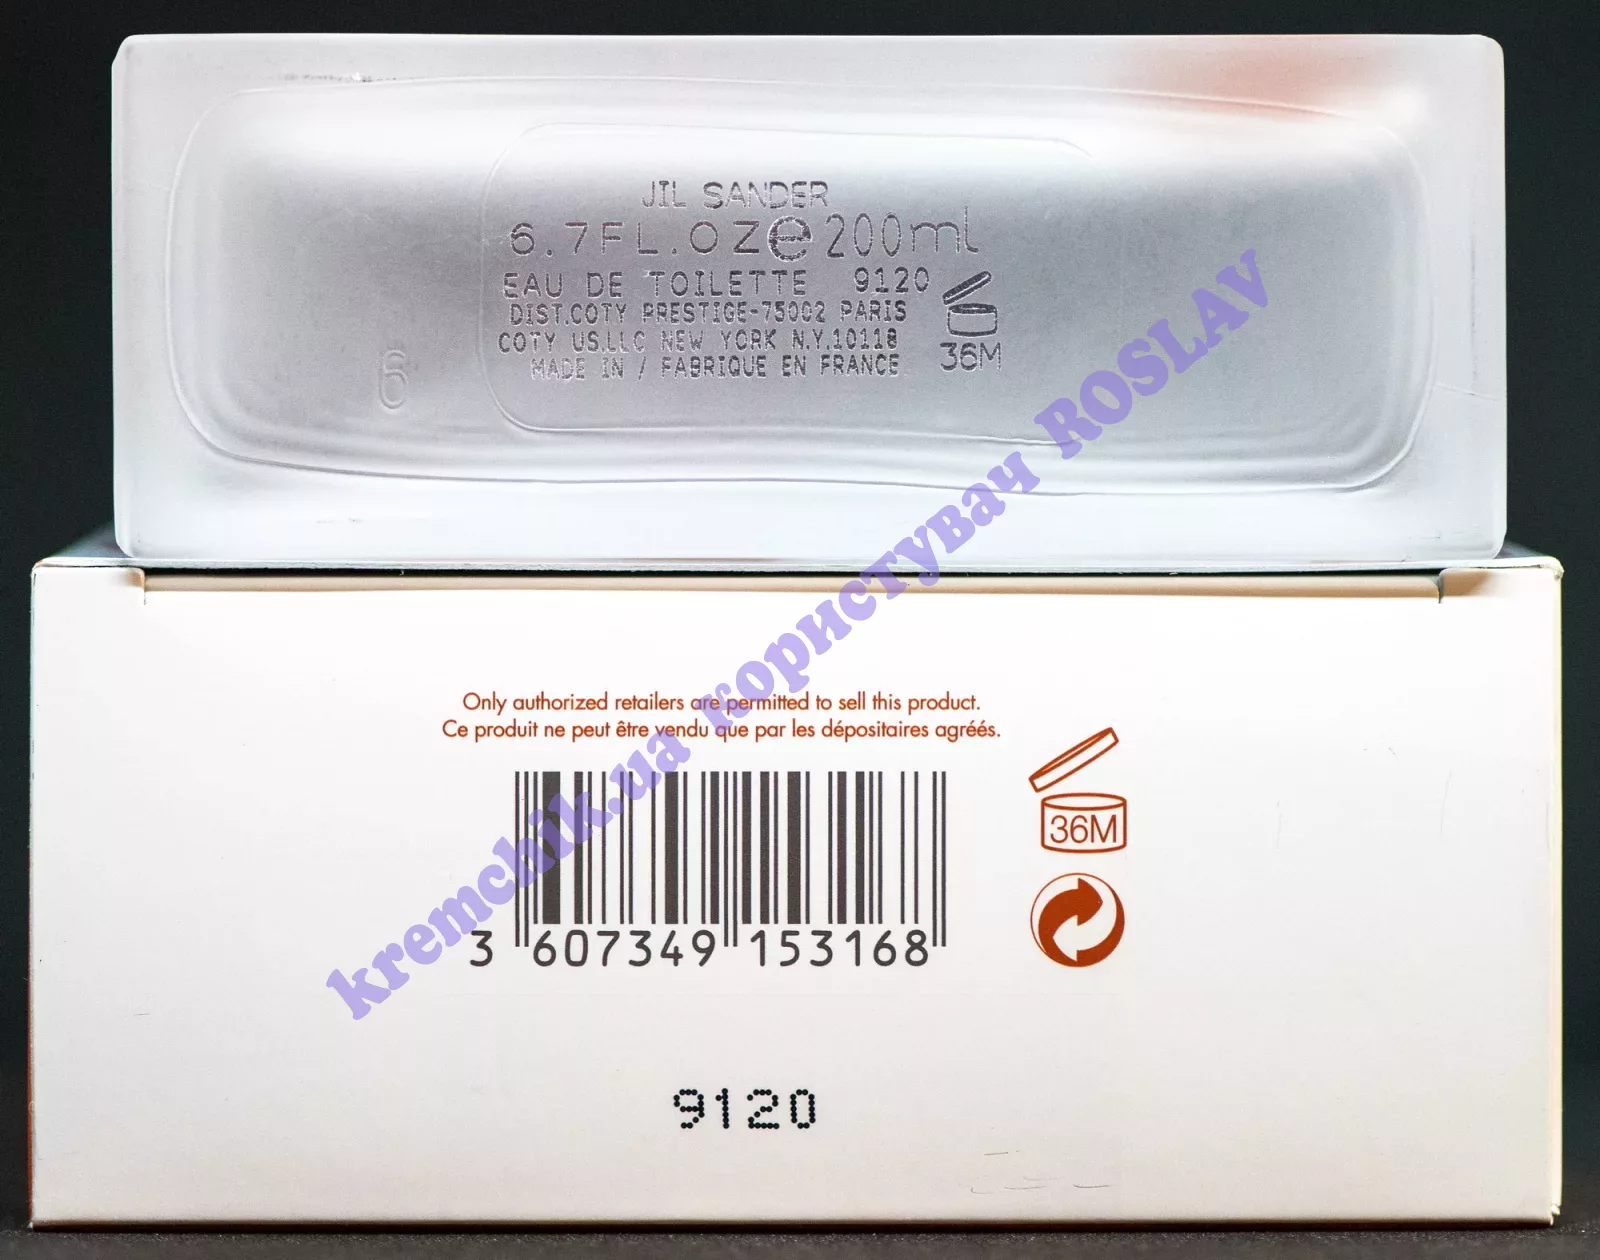 JIL SANDER
6.7FL.OZ e 200ml
EAU DE TOILETTE 9120
DIST.COTY PRESTIGE-75002 PARIS
COTY US.LLC NEW YORK N.Y.10118
MADE IN / FABRIQUE EN FRANCE
36M
6
Only authorized retailers are permitted to sell this product.
Ce produit ne peut être vendu que par les dépositaires agréés.
36M
3 607349 153168
9120
kremchik.ua користувач ROSLAV